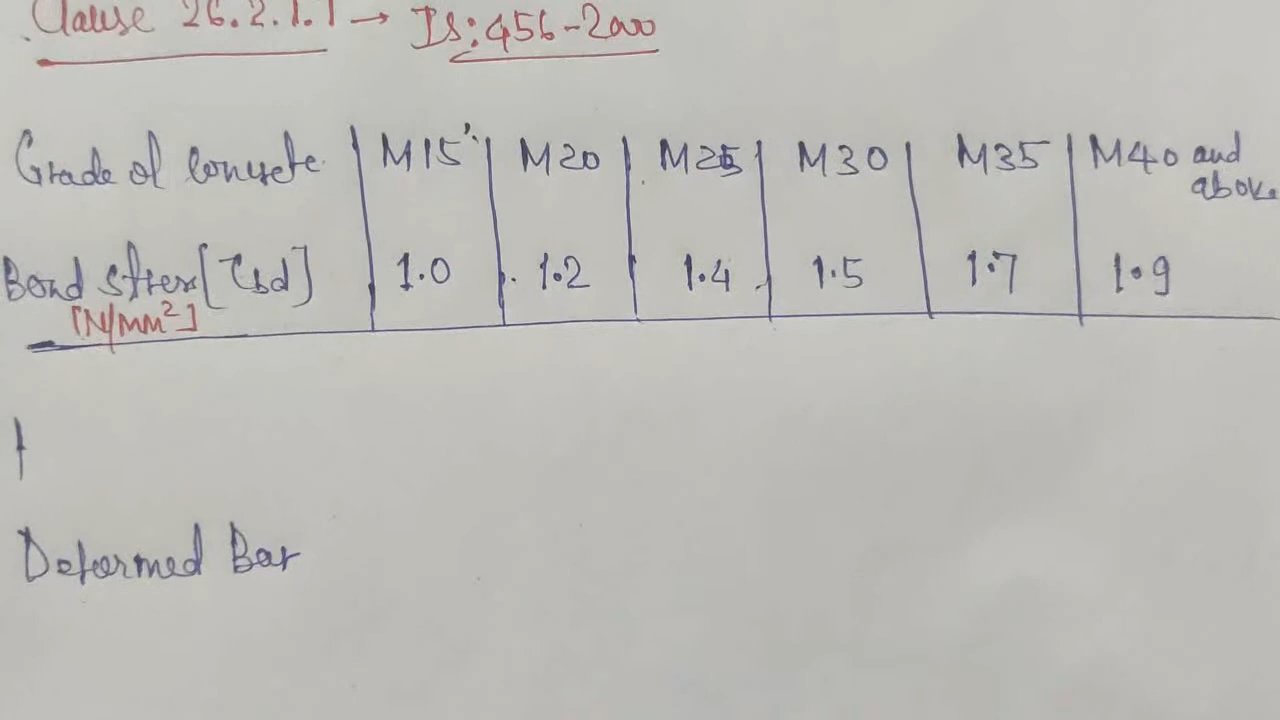 Clause 26.2.1.1 → IS:456-2000
Grade of Concrete M15 M20 M25 M30 M35 M40 and above
Bond stress [τbd] 1.0 1.2 1.4 1.5 1.7 1.9
[N/mm²]
Deformed Bar